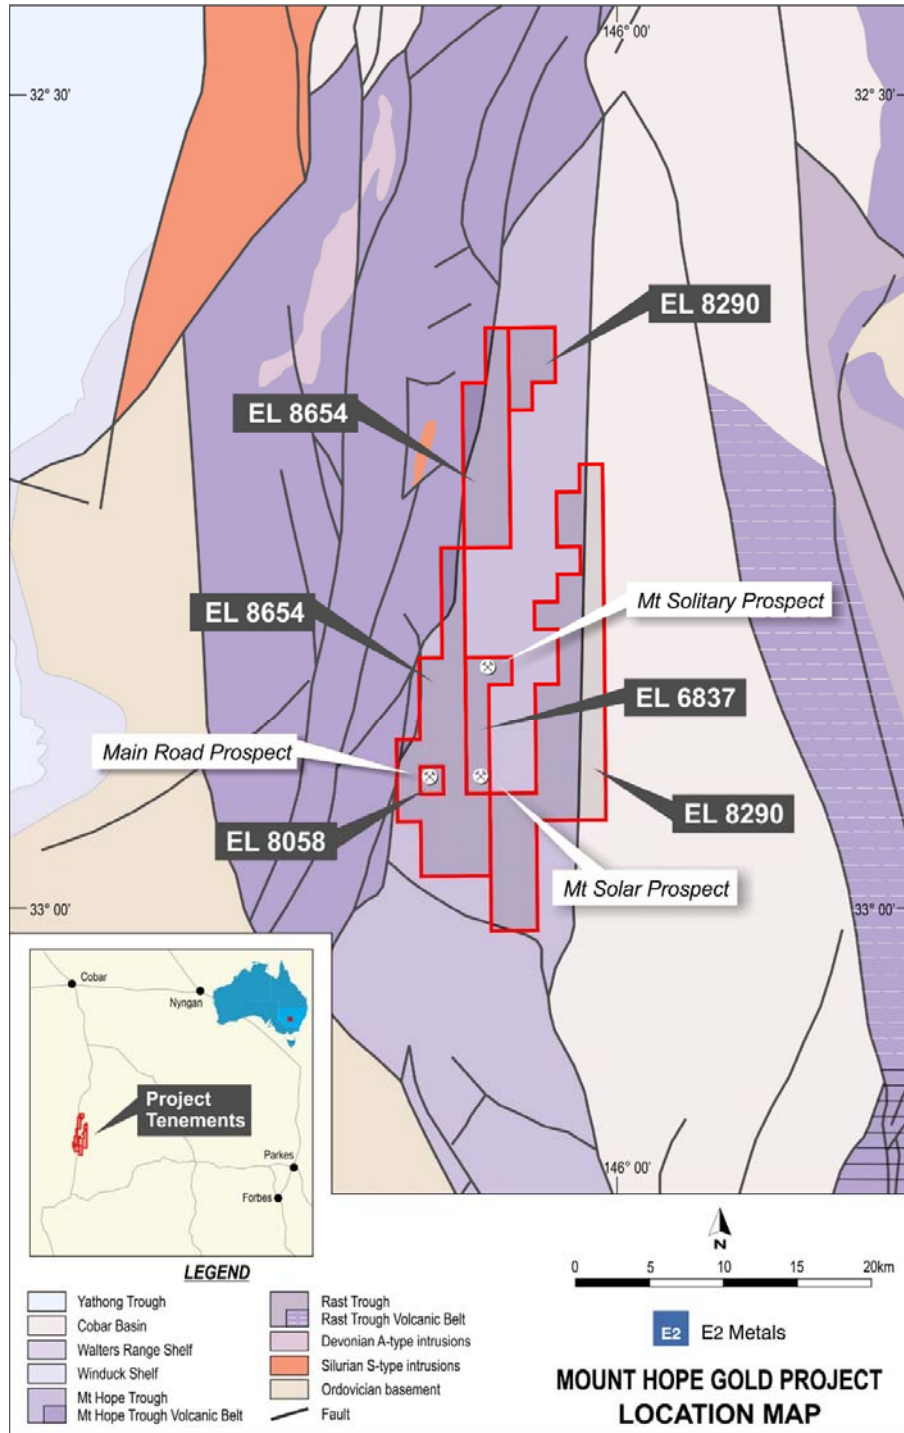 146° 00'
32° 30'
32° 30'
EL 8290
EL 8654
EL 8654
Mt Solitary Prospect
EL 6837
Main Road Prospect
EL 8290
EL 8058
Mt Solar Prospect
33° 00'
33° 00'
Cobar
Nyngan
Project
Tenements
Parkes
Forbes
146° 00'
N
LEGEND
Yathong Trough
Cobar Basin
Walters Range Shelf
Winduck Shelf
Mt Hope Trough
Mt Hope Trough Volcanic Belt
Rast Trough
Rast Trough Volcanic Belt
Devonian A-type intrusions
Silurian S-type intrusions
Ordovician basement
Fault
0 5 10 15 20km
E2 E2 Metals
MOUNT HOPE GOLD PROJECT
LOCATION MAP